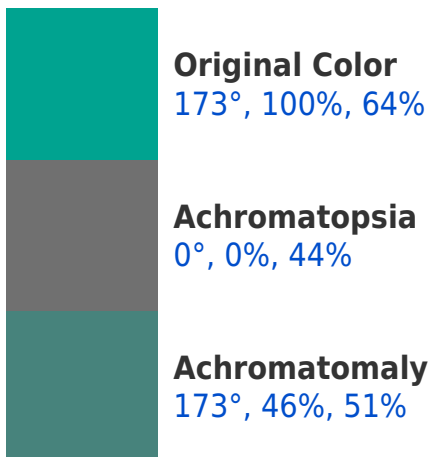 Original Color
173°, 100%, 64%
Achromatopsia
0°, 0%, 44%
Achromatomaly
173°, 46%, 51%